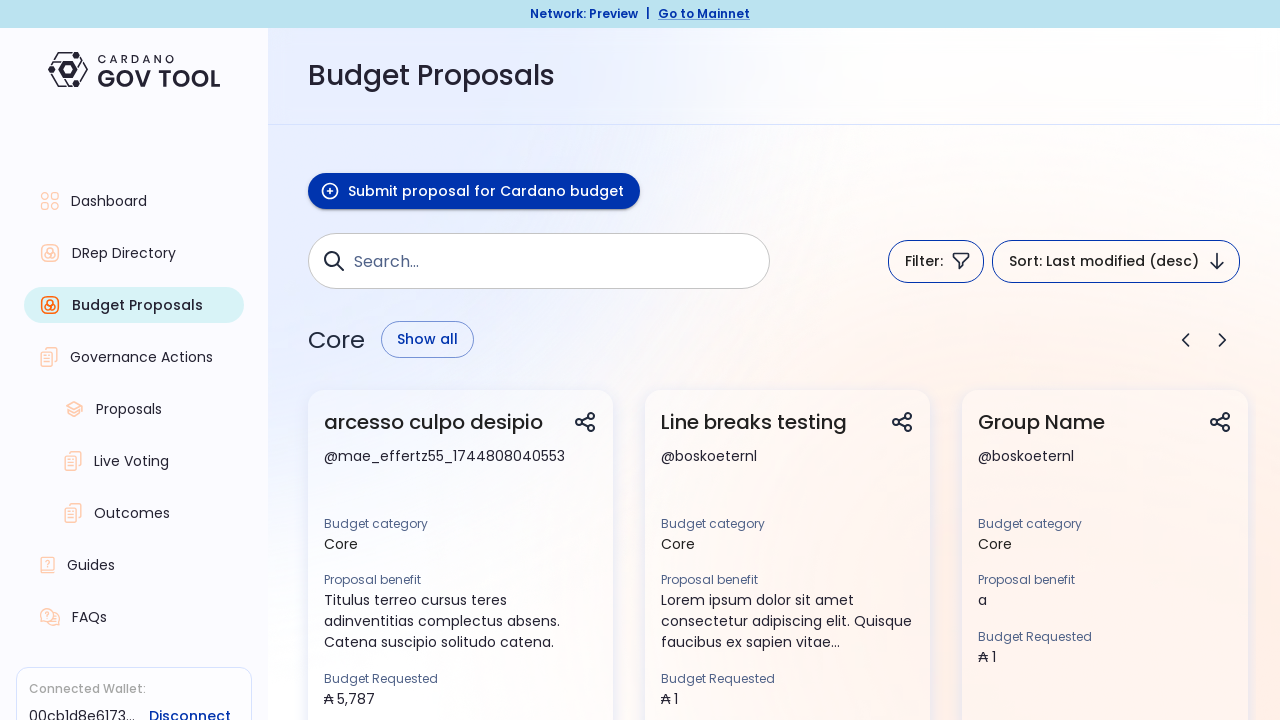 Network: Preview | Go to Mainnet
CARDANO
GOV TOOL
Dashboard
DRep Directory
Budget Proposals
Governance Actions
Proposals
Live Voting
Outcomes
Guides
FAQs
Connected Wallet:
00cb1d8e6173... Disconnect
Budget Proposals
Submit proposal for Cardano budget
Search...
Filter:
Sort: Last modified (desc)
Core
Show all
arcesso culpo desipio
@mae_effertz55_1744808040553
Budget category
Core
Proposal benefit
Titulus terreo cursus teres
adinventitias complectus absens.
Catena suscipio solitudo catena.
Budget Requested
₳ 5,787
Line breaks testing
@boskoeternl
Budget category
Core
Proposal benefit
Lorem ipsum dolor sit amet
consectetur adipiscing elit. Quisque
faucibus ex sapien vitae...
Budget Requested
₳ 1
Group Name
@boskoeternl
Budget category
Core
Proposal benefit
a
Budget Requested
₳ 1